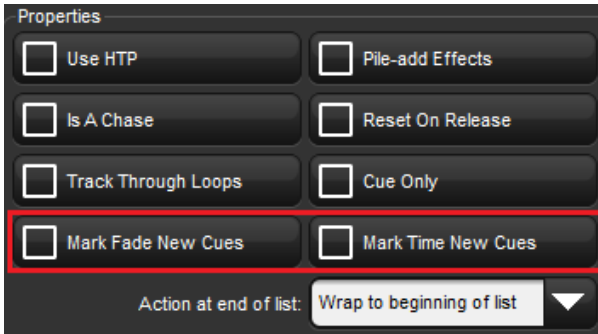 Properties
Use HTP
Pile-add Effects
Is A Chase
Reset On Release
Track Through Loops
Cue Only
Mark Fade New Cues
Mark Time New Cues
Action at end of list: Wrap to beginning of list